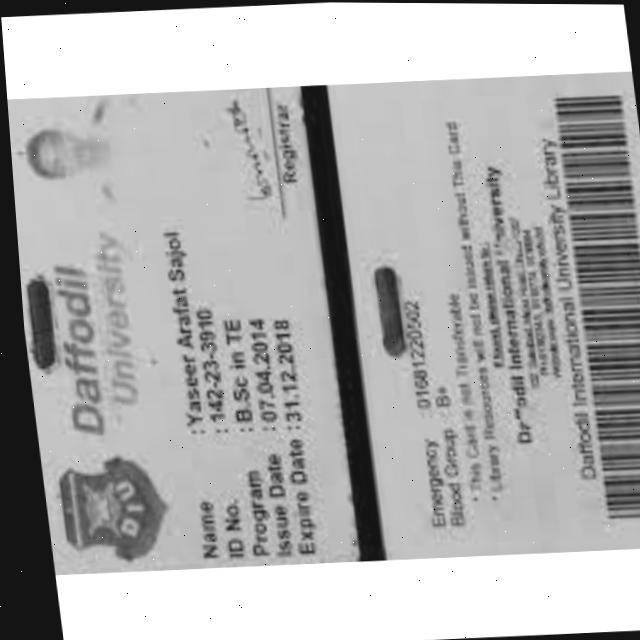 Daffodil
University
DIU
Name : Yaseer Arafat Sajol
ID No. : 142-23-3910
Program : B.Sc in TE
Issue Date : 07.04.2014
Expire Date : 31.12.2018
Registrar
Emergency : 01681220502
Blood Group B+
* This Card is not Transferable
* Library Resources will not be issued without This Card
International
Daffodil International University Library